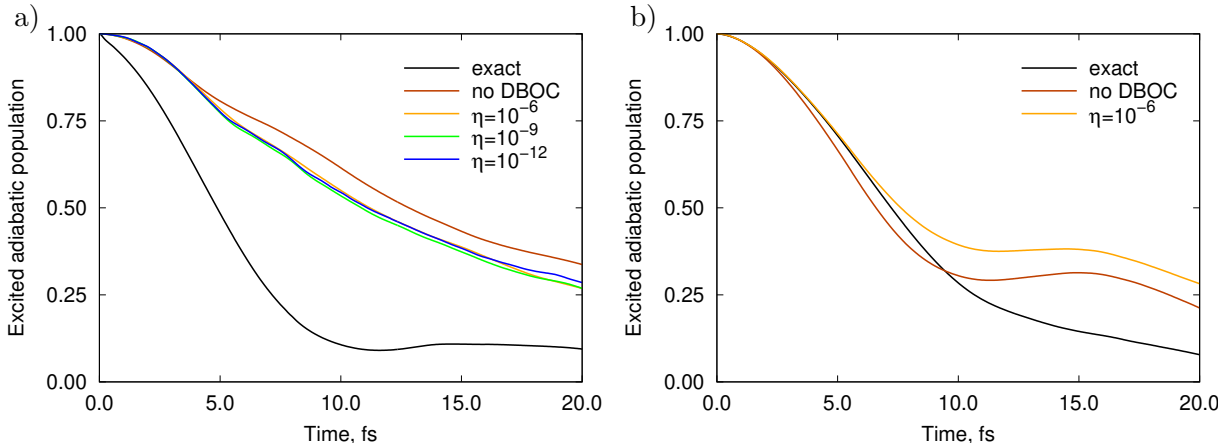 a)
1.00
0.75
0.50
0.25
0.00
0.0
5.0
10.0
15.0
20.0
Excited adiabatic population
Time, fs
exact
no DBOC
η=10⁻⁶
η=10⁻⁹
η=10⁻¹²
b)
1.00
0.75
0.50
0.25
0.00
0.0
5.0
10.0
15.0
20.0
Excited adiabatic population
Time, fs
exact
no DBOC
η=10⁻⁶